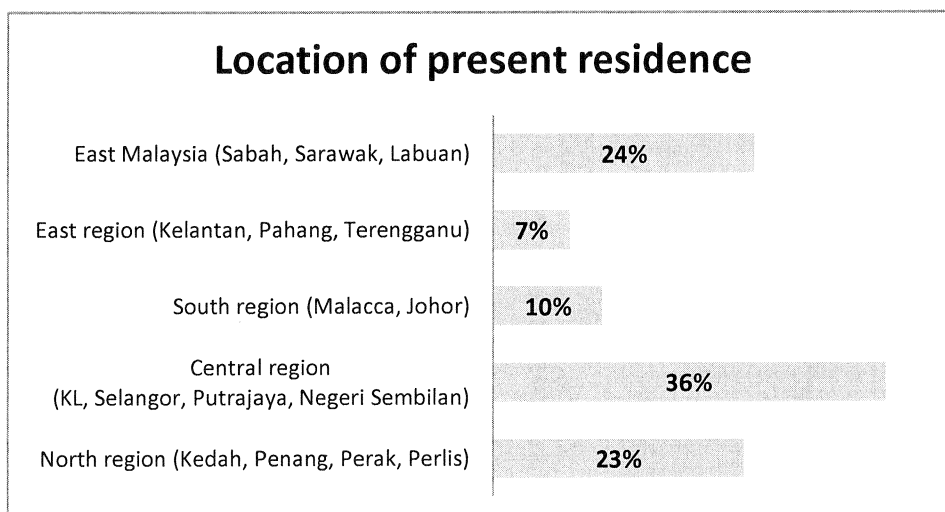 Location of present residence
East Malaysia (Sabah, Sarawak, Labuan)
24%
East region (Kelantan, Pahang, Terengganu)
7%
South region (Malacca, Johor)
10%
Central region
(KL, Selangor, Putrajaya, Negeri Sembilan)
36%
North region (Kedah, Penang, Perak, Perlis)
23%